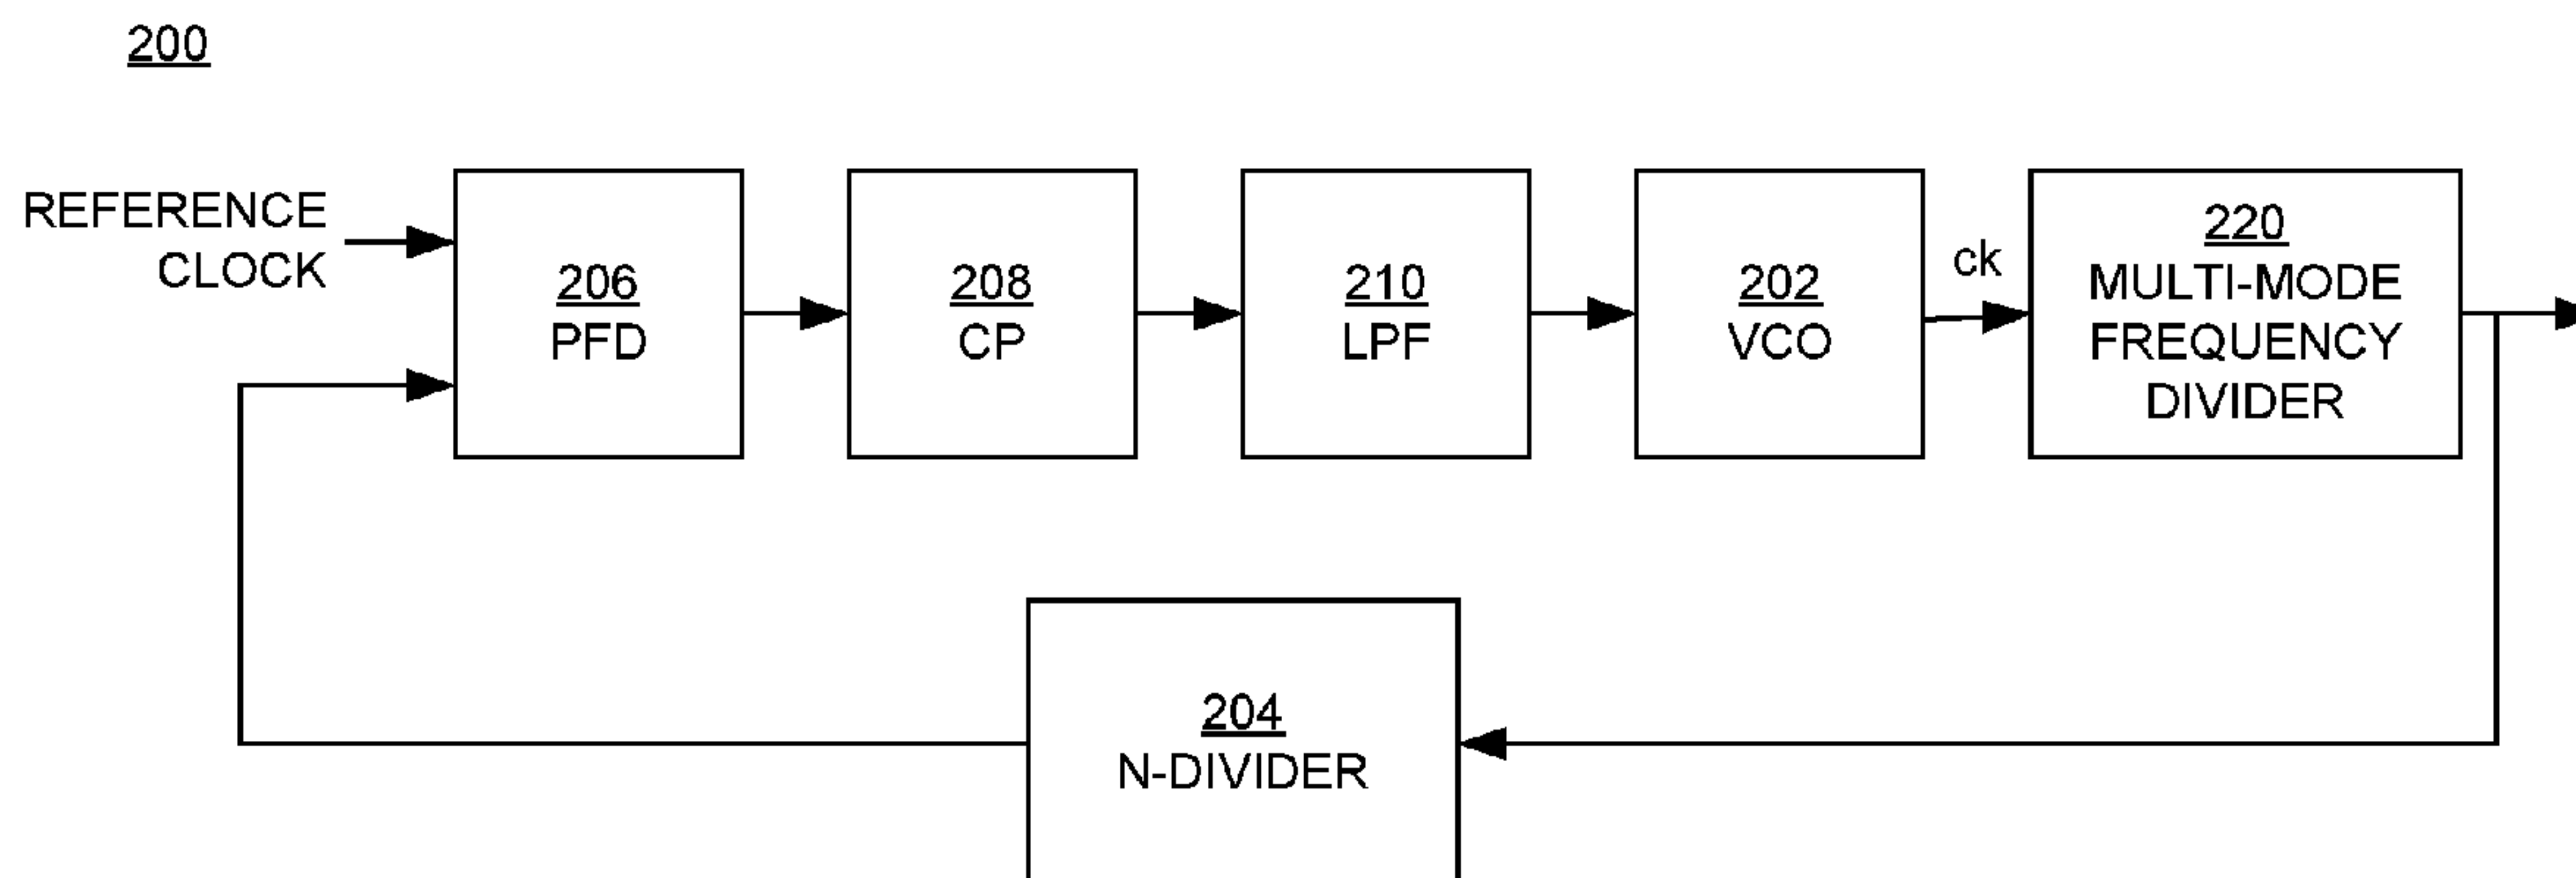 200
REFERENCE
CLOCK
206
PFD
208
CP
210
LPF
202
VCO
ck
220
MULTI-MODE
FREQUENCY
DIVIDER
204
N-DIVIDER